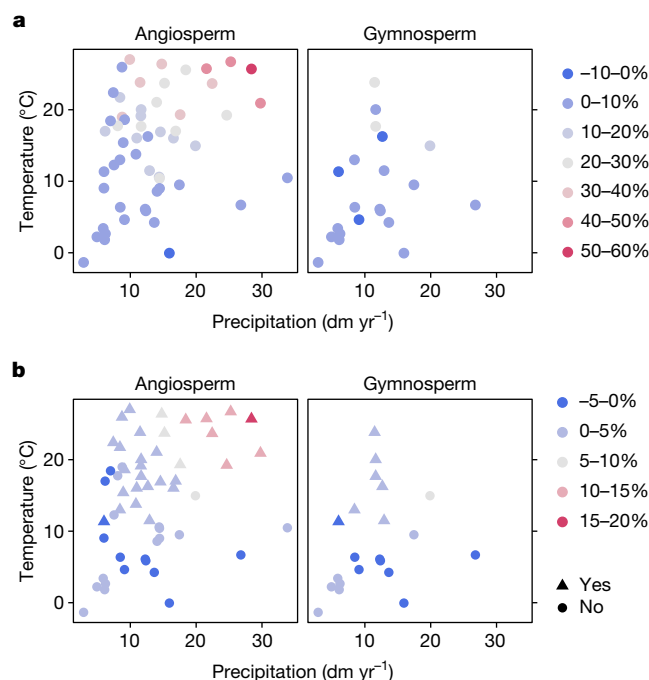 a
Angiosperm Gymnosperm
Temperature (°C)
20
10
0
10 20 30 10 20 30
Precipitation (dm yr⁻¹)
–10–0%
0–10%
10–20%
20–30%
30–40%
40–50%
50–60%
b
Angiosperm Gymnosperm
Temperature (°C)
20
10
0
10 20 30 10 20 30
Precipitation (dm yr⁻¹)
–5–0%
0–5%
5–10%
10–15%
15–20%
Yes
No